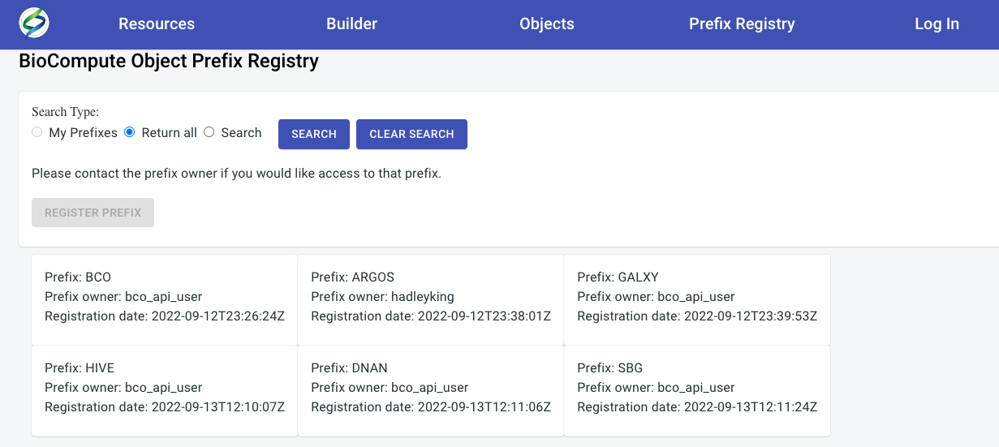 Resources Builder Objects Prefix Registry Log In
BioCompute Object Prefix Registry
Search Type:
My Prefixes Return all Search SEARCH CLEAR SEARCH
Please contact the prefix owner if you would like access to that prefix.
REGISTER PREFIX
Prefix: BCO
Prefix owner: bco_api_user
Registration date: 2022-09-12T23:26:24Z
Prefix: ARGOS
Prefix owner: hadleyking
Registration date: 2022-09-12T23:38:01Z
Prefix: GALXY
Prefix owner: bco_api_user
Registration date: 2022-09-12T23:39:53Z
Prefix: HIVE
Prefix owner: bco_api_user
Registration date: 2022-09-13T12:10:07Z
Prefix: DNAN
Prefix owner: bco_api_user
Registration date: 2022-09-13T12:11:06Z
Prefix: SBG
Prefix owner: bco_api_user
Registration date: 2022-09-13T12:11:24Z